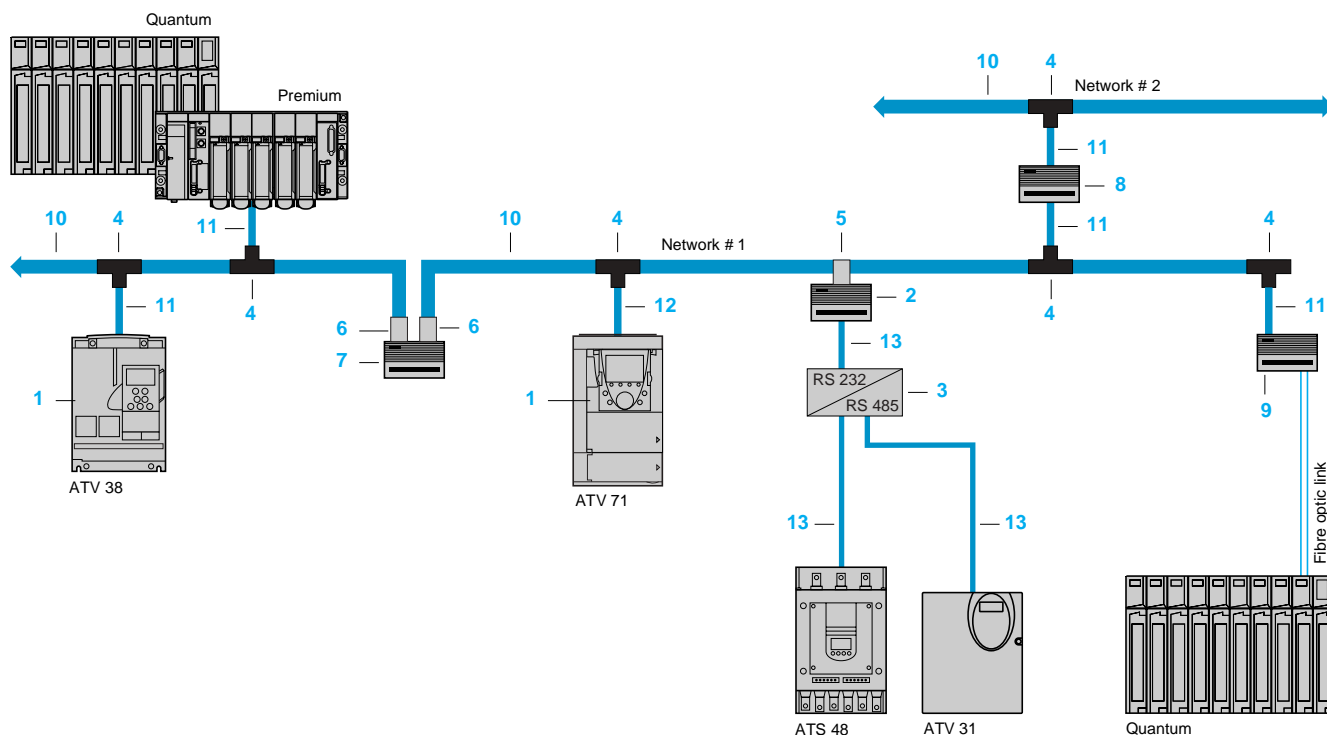 Quantum
10
4
Network # 2
Premium
11
8
10
4
11
10
4
Network # 1
5
11
4
4
11
6
6
12
2
4
11
7
13
1
1
RS 232
RS 485
3
9
ATV 38
ATV 71
13
13
Fibre optic link
ATS 48
ATV 31
Quantum